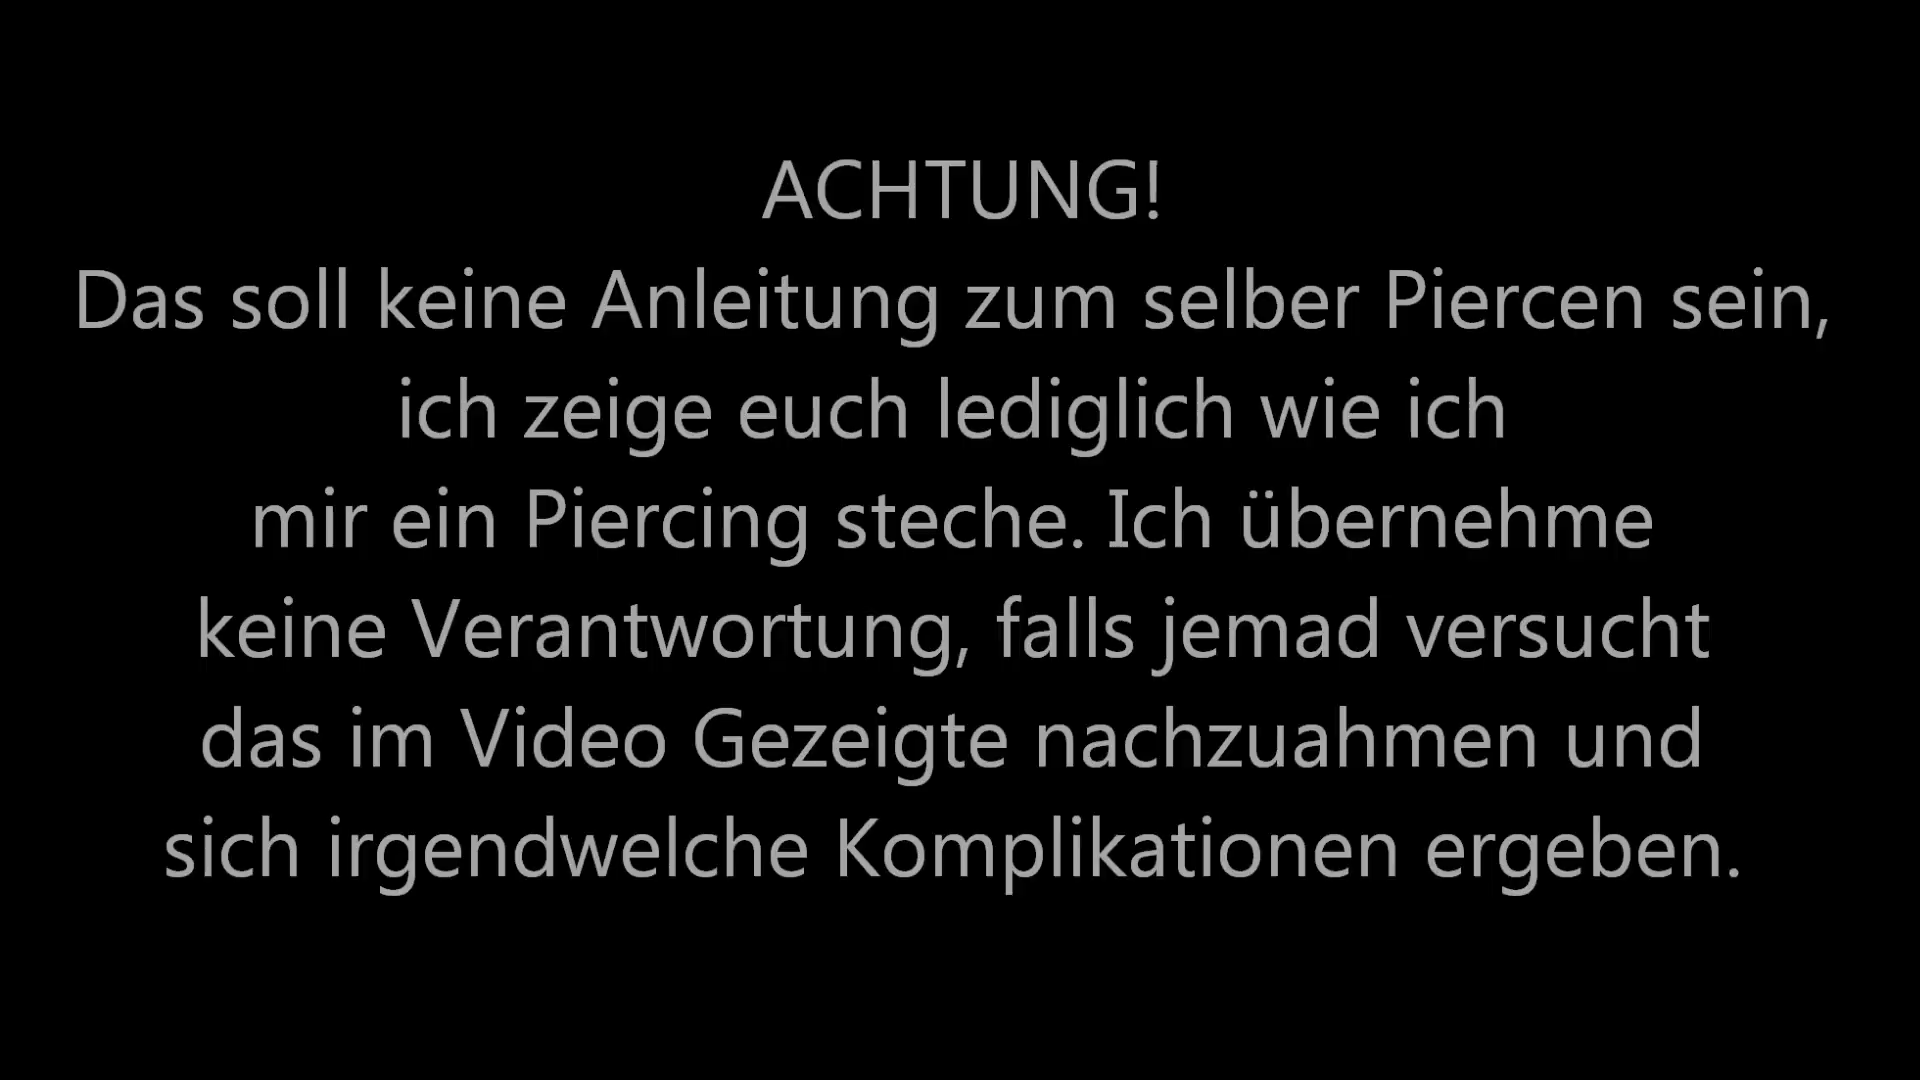 ACHTUNG!
Das soll keine Anleitung zum selber Piercen sein,
ich zeige euch lediglich wie ich
mir ein Piercing steche. Ich übernehme
keine Verantwortung, falls jemad versucht
das im Video Gezeigte nachzuahmen und
sich irgendwelche Komplikationen ergeben.